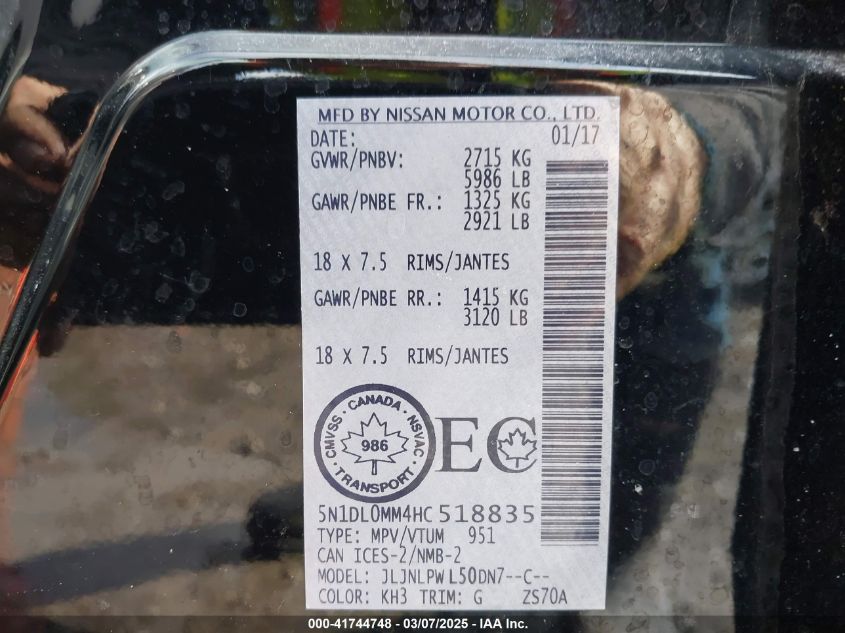 MFD BY NISSAN MOTOR CO., LTD.
DATE: 01/17
GVWR/PNBV: 2715 KG
5986 LB
GAWR/PNBE FR.: 1325 KG
2921 LB
18 X 7.5 RIMS/JANTES
GAWR/PNBE RR.: 1415 KG
3120 LB
18 X 7.5 RIMS/JANTES
CMVSS · CANADA · NSVAC · TRANSPORT ·
986
EC
5N1DL0MM4HC518835
TYPE: MPV/VTUM 951
CAN ICES-2/NMB-2
MODEL: JLJNLPWL50DN7--C--
COLOR: KH3 TRIM: G ZS70A
000-41744748 — 03/07/2025 — IAA Inc.